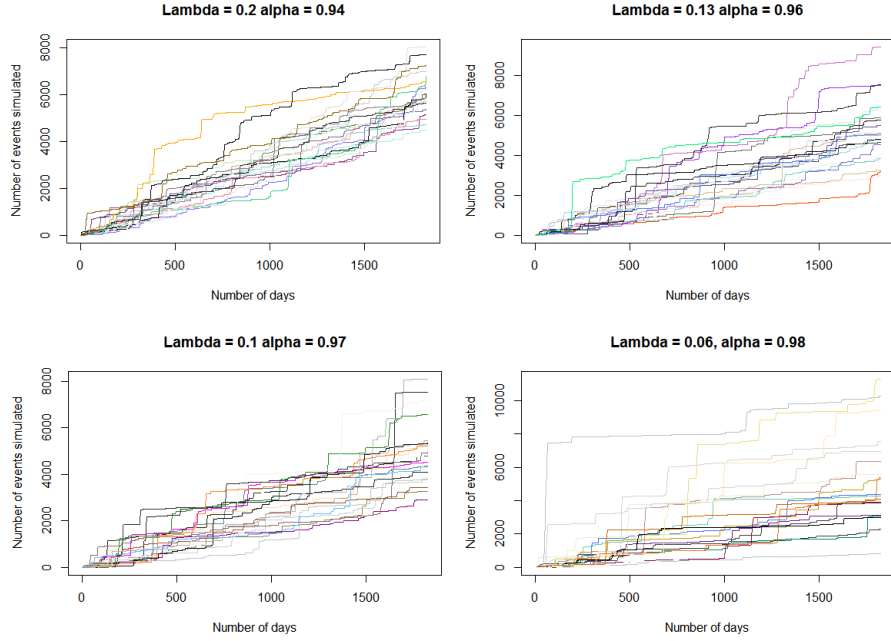 Lambda = 0.2 alpha = 0.94
Number of events simulated
0 2000 4000 6000 8000
0 500 1000 1500
Number of days
Lambda = 0.13 alpha = 0.96
Number of events simulated
0 2000 4000 6000 8000
0 500 1000 1500
Number of days
Lambda = 0.1 alpha = 0.97
Number of events simulated
0 2000 4000 6000 8000
0 500 1000 1500
Number of days
Lambda = 0.06, alpha = 0.98
Number of events simulated
0 2000 6000 10000
0 500 1000 1500
Number of days